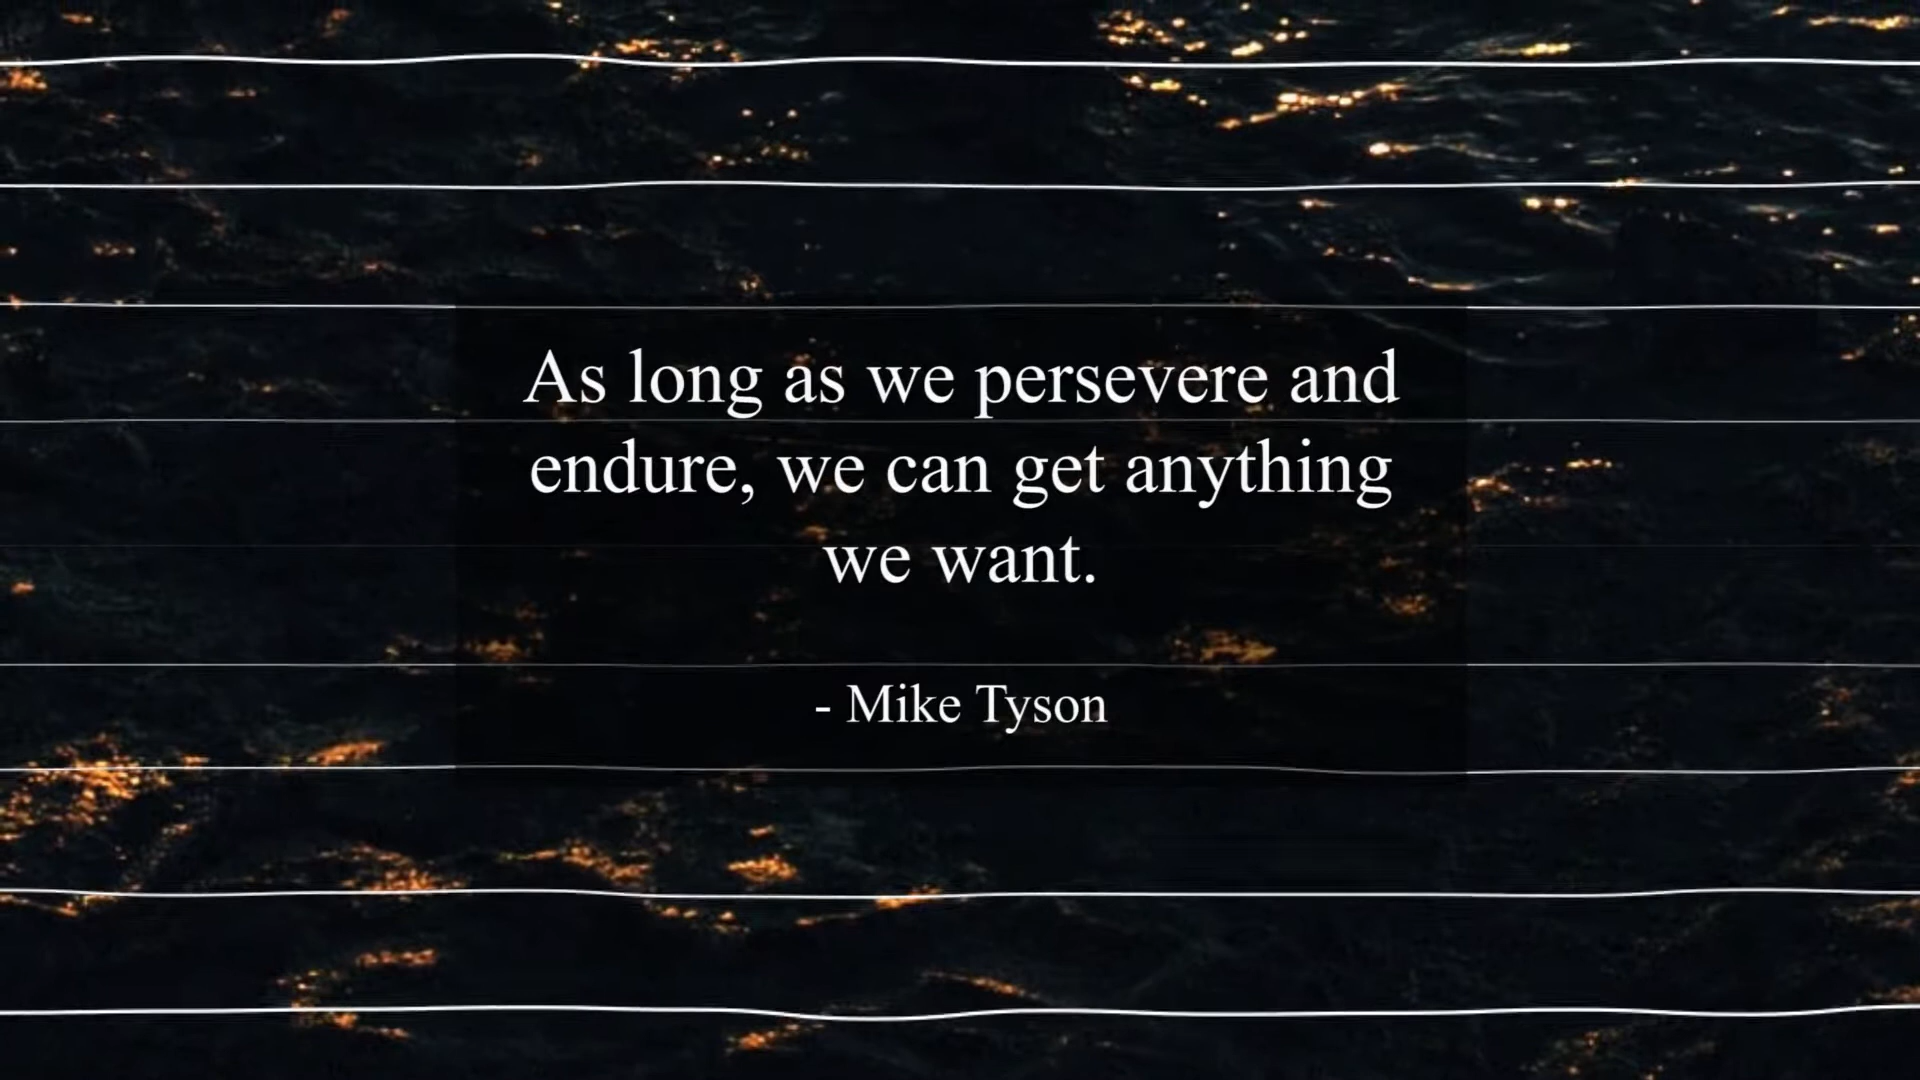 As long as we persevere and
endure, we can get anything
we want.
- Mike Tyson